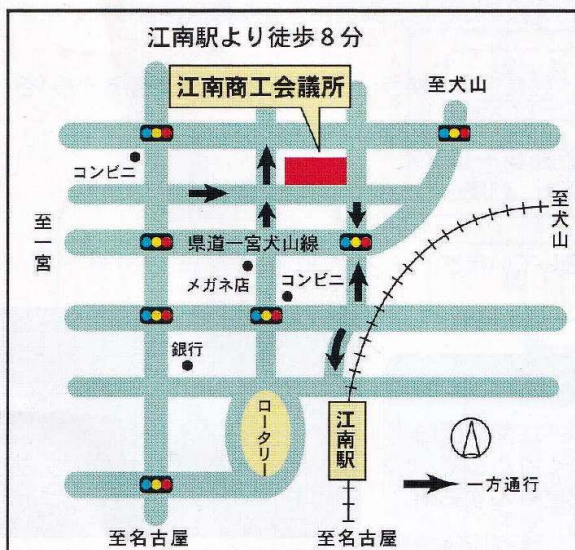 江南駅より徒歩8分
江南商工会議所
至犬山
コンビニ
至一宮
至犬山
県道一宮犬山線
メガネ店
コンビニ
銀行
ロータリー
江南駅
一方通行
至名古屋
至名古屋